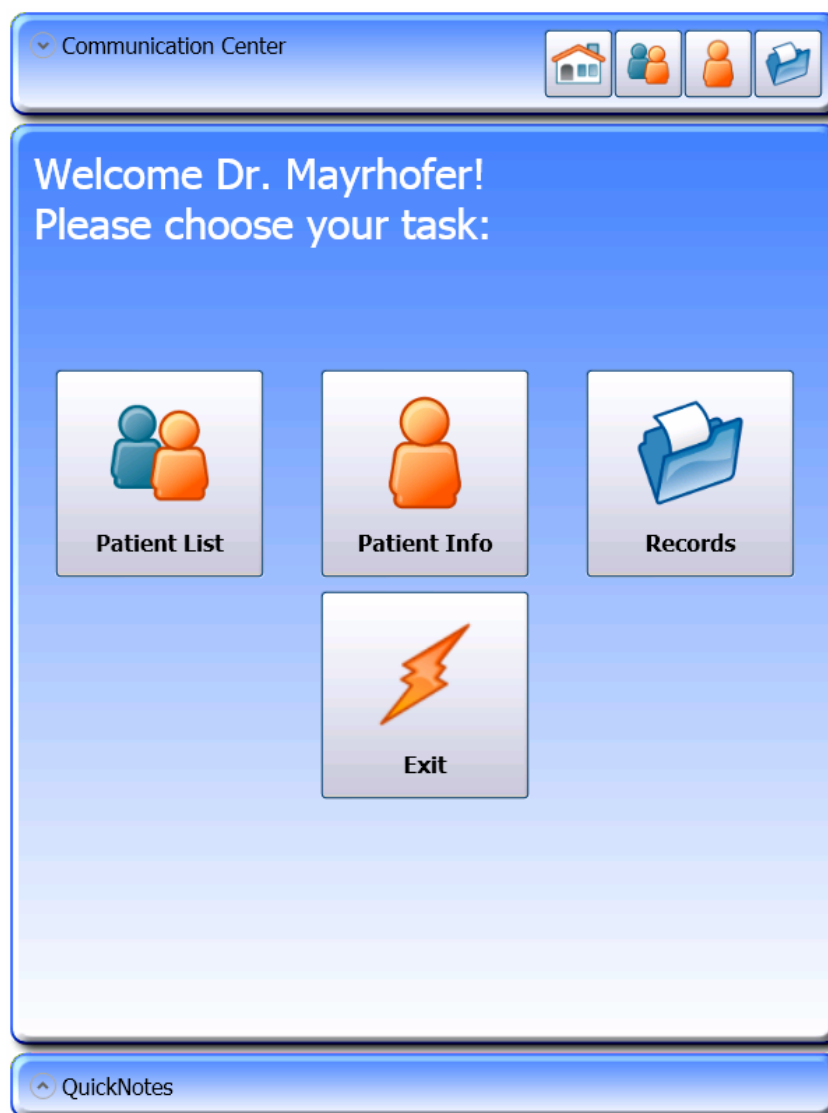 Communication Center
Welcome Dr. Mayrhofer!
Please choose your task:
Patient List
Patient Info
Records
Exit
QuickNotes